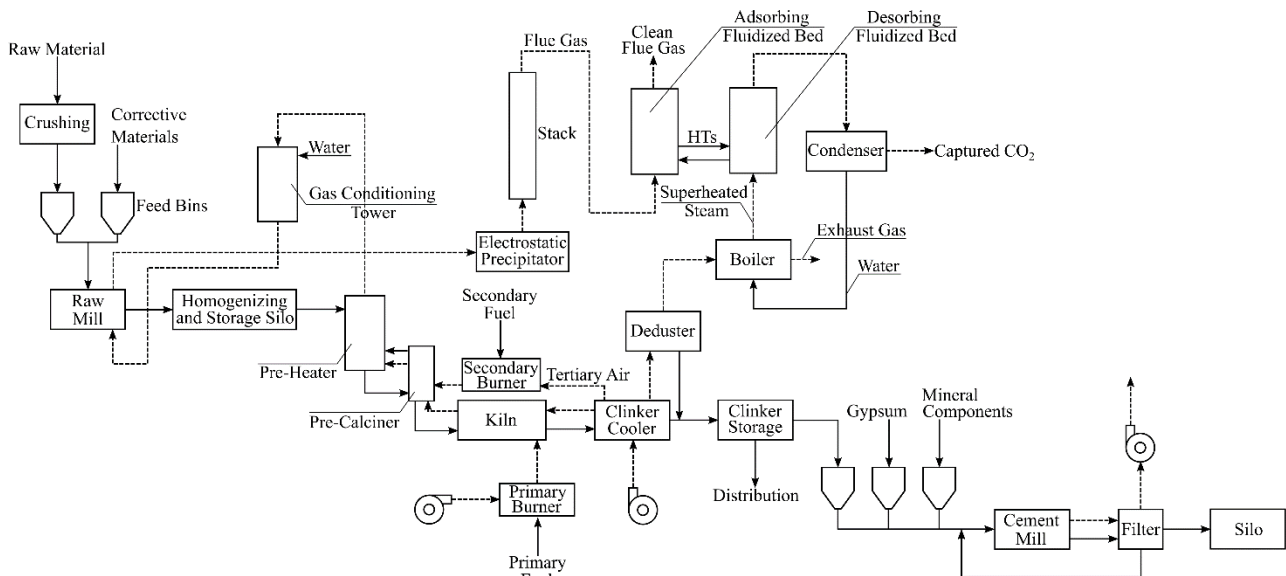 Raw Material
Crushing
Corrective
Materials
Feed Bins
Raw
Mill
Homogenizing
and Storage Silo
Water
Gas Conditioning
Tower
Flue Gas
Stack
Electrostatic
Precipitator
Clean
Flue Gas
Adsorbing
Fluidized Bed
Desorbing
Fluidized Bed
HTs
Condenser
Captured CO₂
Superheated
Steam
Exhaust Gas
Boiler
Water
Deduster
Pre-Heater
Pre-Calciner
Secondary
Fuel
Secondary
Burner
Tertiary Air
Kiln
Clinker
Cooler
Clinker
Storage
Distribution
Primary
Burner
Primary
Gypsum
Mineral
Components
Cement
Mill
Filter
Silo